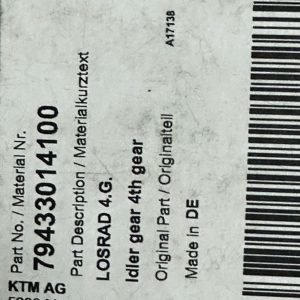 Part No. / Material Nr.
79433014100
Part Description / Materialkurztext
LOSRAD 4.G.
Idler gear 4th gear
Original Part / Originalteil
Made in DE
A17138
KTM AG